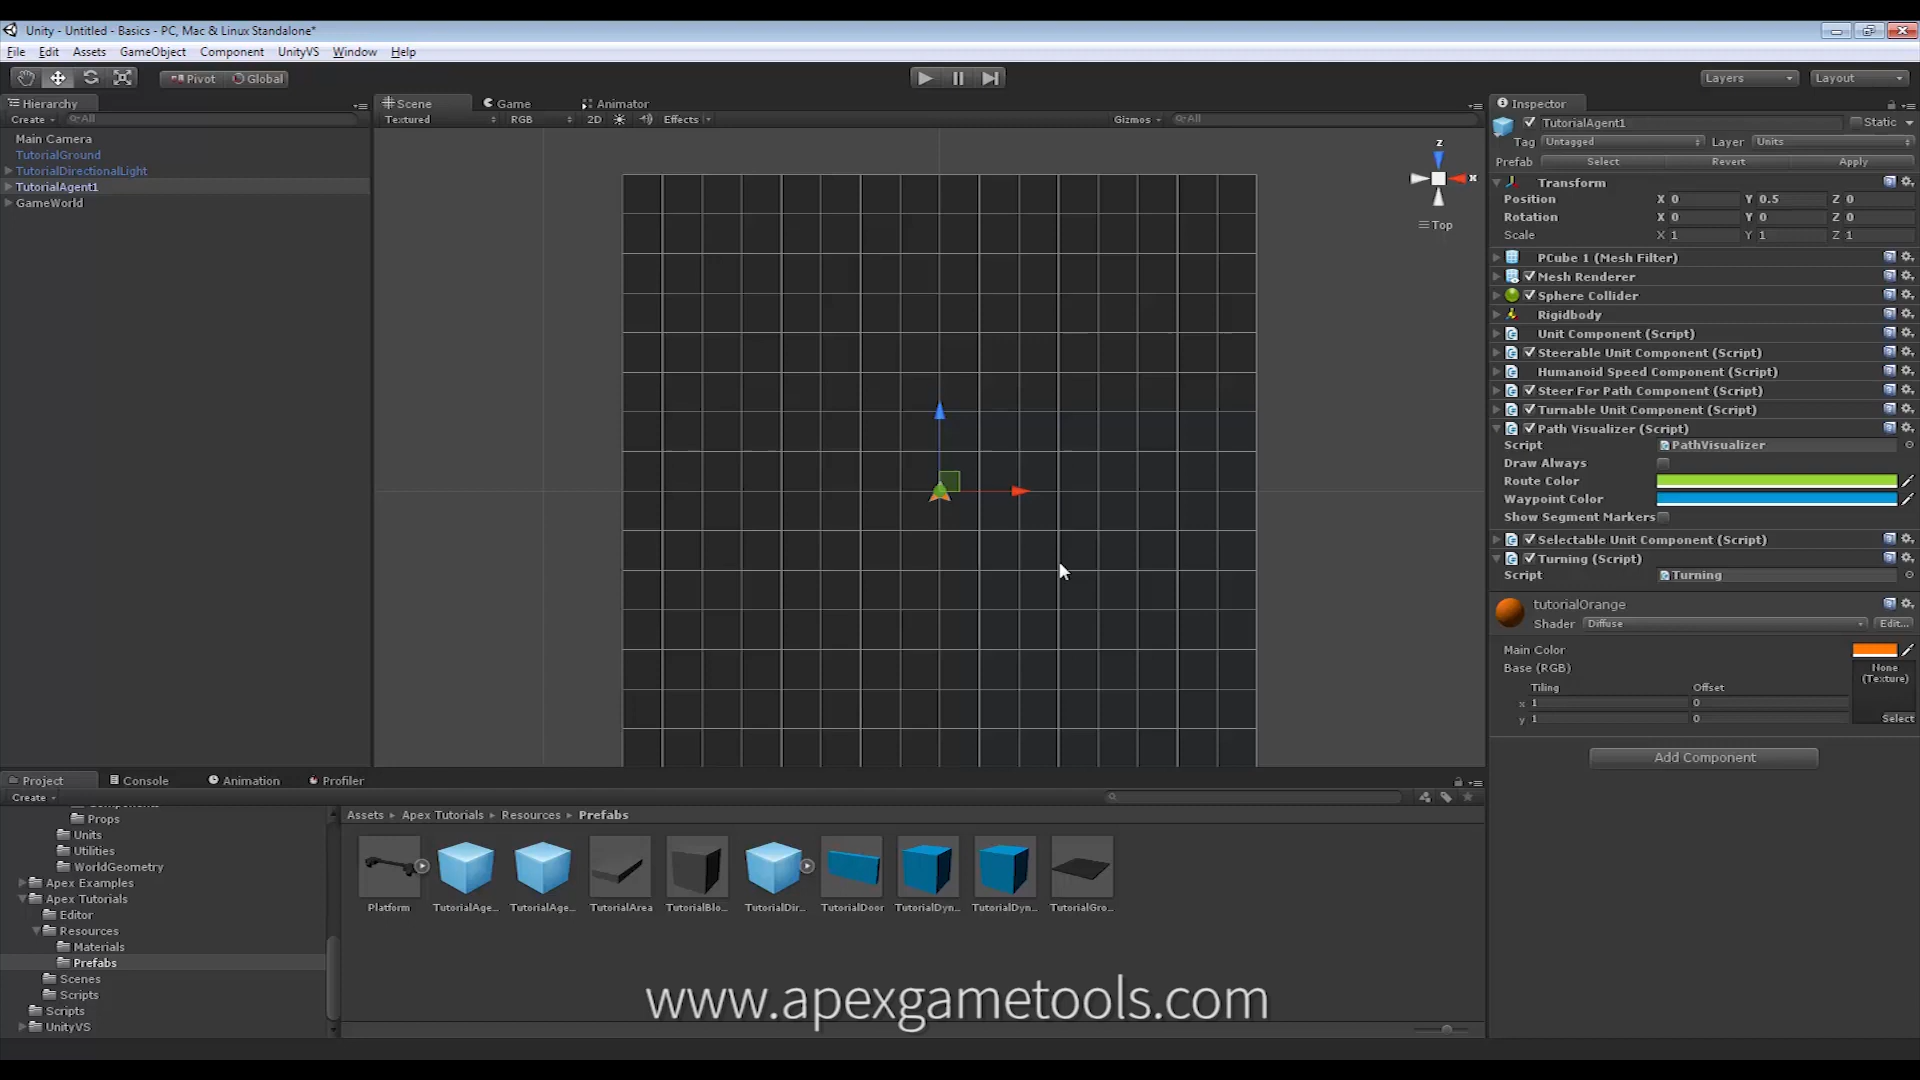 Unity - Untitled - Basics - PC, Mac & Linux Standalone*
File Edit Assets GameObject Component UnityVS Window Help
Pivot Global
Layers Layout
Hierarchy
Create All
Main Camera
TutorialGround
TutorialDirectionalLight
TutorialAgent1
GameWorld
Scene Game Animator
Textured RGB 2D Effects Gizmos All
z
x
Top
Inspector
TutorialAgent1 Static
Tag Untagged Layer Units
Prefab Select Revert Apply
Transform
Position X 0 Y 0.5 Z 0
Rotation X 0 Y 0 Z 0
Scale X 1 Y 1 Z 1
PCube 1 (Mesh Filter)
Mesh Renderer
Sphere Collider
Rigidbody
Unit Component (Script)
Steerable Unit Component (Script)
Humanoid Speed Component (Script)
Steer For Path Component (Script)
Turnable Unit Component (Script)
Path Visualizer (Script)
Script PathVisualizer
Draw Always
Route Color
Waypoint Color
Show Segment Markers
Selectable Unit Component (Script)
Turning (Script)
Script Turning
tutorialOrange
Shader Diffuse Edit...
Main Color
Base (RGB)
None
(Texture)
Tiling Offset
x 1 0
y 1 0
Select
Add Component
Project Console Animation Profiler
Create
Props
Units
Utilities
WorldGeometry
Apex Examples
Apex Tutorials
Editor
Resources
Materials
Prefabs
Scenes
Scripts
Scripts
UnityVS
Assets Apex Tutorials Resources Prefabs
Platform TutorialAge... TutorialAge... TutorialArea TutorialBlo... TutorialDir... TutorialDoor TutorialDyn... TutorialDyn... TutorialGro...
www.apexgametools.com